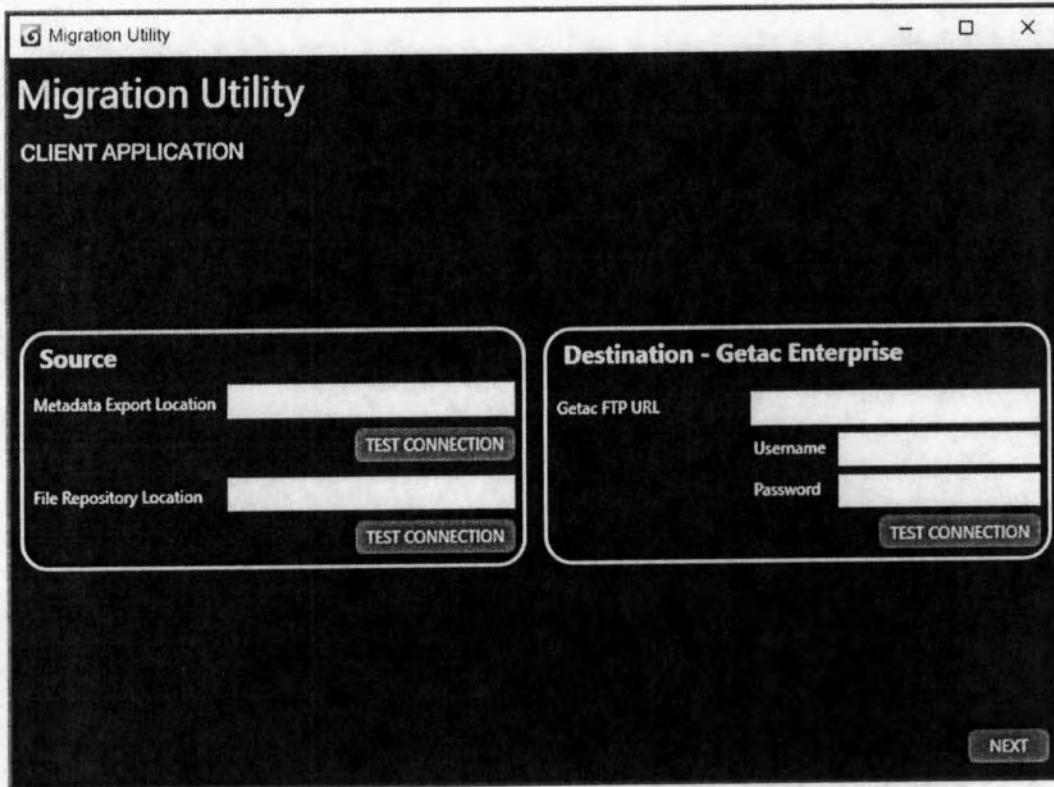 Migration Utility
Migration Utility
CLIENT APPLICATION
Source
Metadata Export Location
TEST CONNECTION
File Repository Location
TEST CONNECTION
Destination - Getac Enterprise
Getac FTP URL
Username
Password
TEST CONNECTION
NEXT